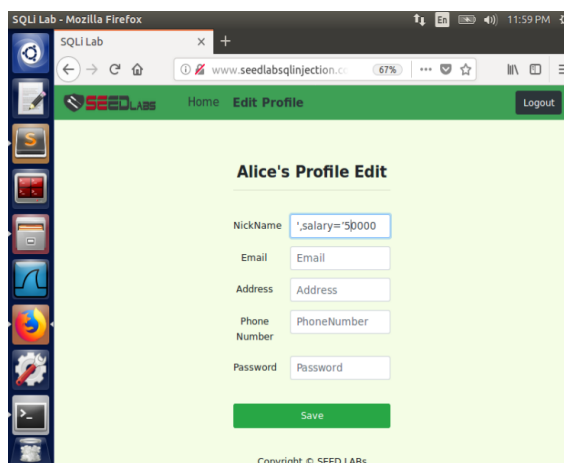 SQLi Lab - Mozilla Firefox
En
11:59 PM
SQLi Lab × +
www.seedlabsqlinjection.co 67%
SEEDLABS Home Edit Profile Logout
Alice's Profile Edit
NickName ',salary='50000
Email Email
Address Address
Phone PhoneNumber
Number
Password Password
Save
Copyright © SEED LABs